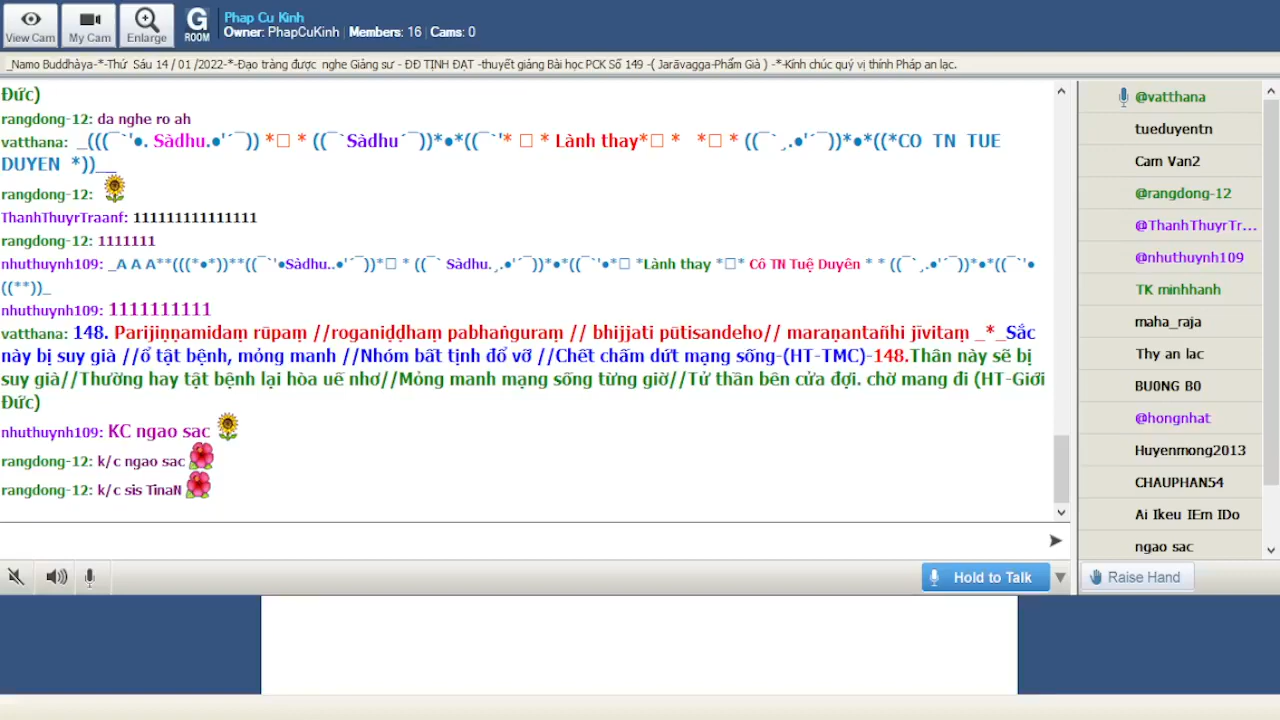 View Cam
My Cam
Enlarge
G
ROOM
Phap Cu Kinh
Owner: PhapCuKinh | Members: 16 | Cams: 0
_Namo Buddhàya-*-Thứ Sáu 14 / 01 /2022-*-Đạo tràng được nghe Giảng sư - ĐĐ TỊNH ĐẠT -thuyết giảng Bài học PCK Số 149 -( Jarāvagga-Phẩm Già ) -*-Kính chúc quý vị thính Pháp an lạc.
Đức)
rangdong-12: da nghe ro ah
vatthana: _(((¯`'•. Sàdhu.•'´¯)) *□ * ((¯`Sàdhu´¯))*•*((¯`'* □ * Lành thay*□ * *□ * ((¯`¸.•'´¯))*•*((*CO TN TUE
DUYEN *))__
rangdong-12:
ThanhThuyrTraanf: 111111111111111
rangdong-12: 1111111
nhuthuynh109: _A A A**(((*•*))**((¯`'•Sàdhu..•'´¯))*□ * ((¯` Sàdhu.¸.•'´¯))*•*((¯`'•*□ *Lành thay *□* Cô TN Tuệ Duyên * * ((¯`¸.•'´¯))*•*((¯`'•
((**))_
nhuthuynh109: 1111111111
vatthana: 148. Parijiṇṇamidaṃ rūpaṃ //roganiḍḍhaṃ pabhaṅguraṃ // bhijjati pūtisandeho// maraṇantañhi jīvitaṃ _*_Sắc
này bị suy già //ổ tật bệnh, mỏng manh //Nhóm bất tịnh đổ vỡ //Chết chấm dứt mạng sống-(HT-TMC)-148.Thân này sẽ bị
suy già//Thường hay tật bệnh lại hòa uế nhơ//Mỏng manh mạng sống từng giờ//Tử thần bên cửa đợi. chờ mang đi (HT-Giới
Đức)
nhuthuynh109: KC ngao sac
rangdong-12: k/c ngao sac
rangdong-12: k/c sis TinaN
@vatthana
tueduyentn
Cam Van2
@rangdong-12
@ThanhThuyrTr...
@nhuthuynh109
TK minhhanh
maha_raja
Thy an lac
BU0NG B0
@hongnhat
Huyenmong2013
CHAUPHAN54
Ai Ikeu IEm IDo
ngao sac
Hold to Talk
Raise Hand